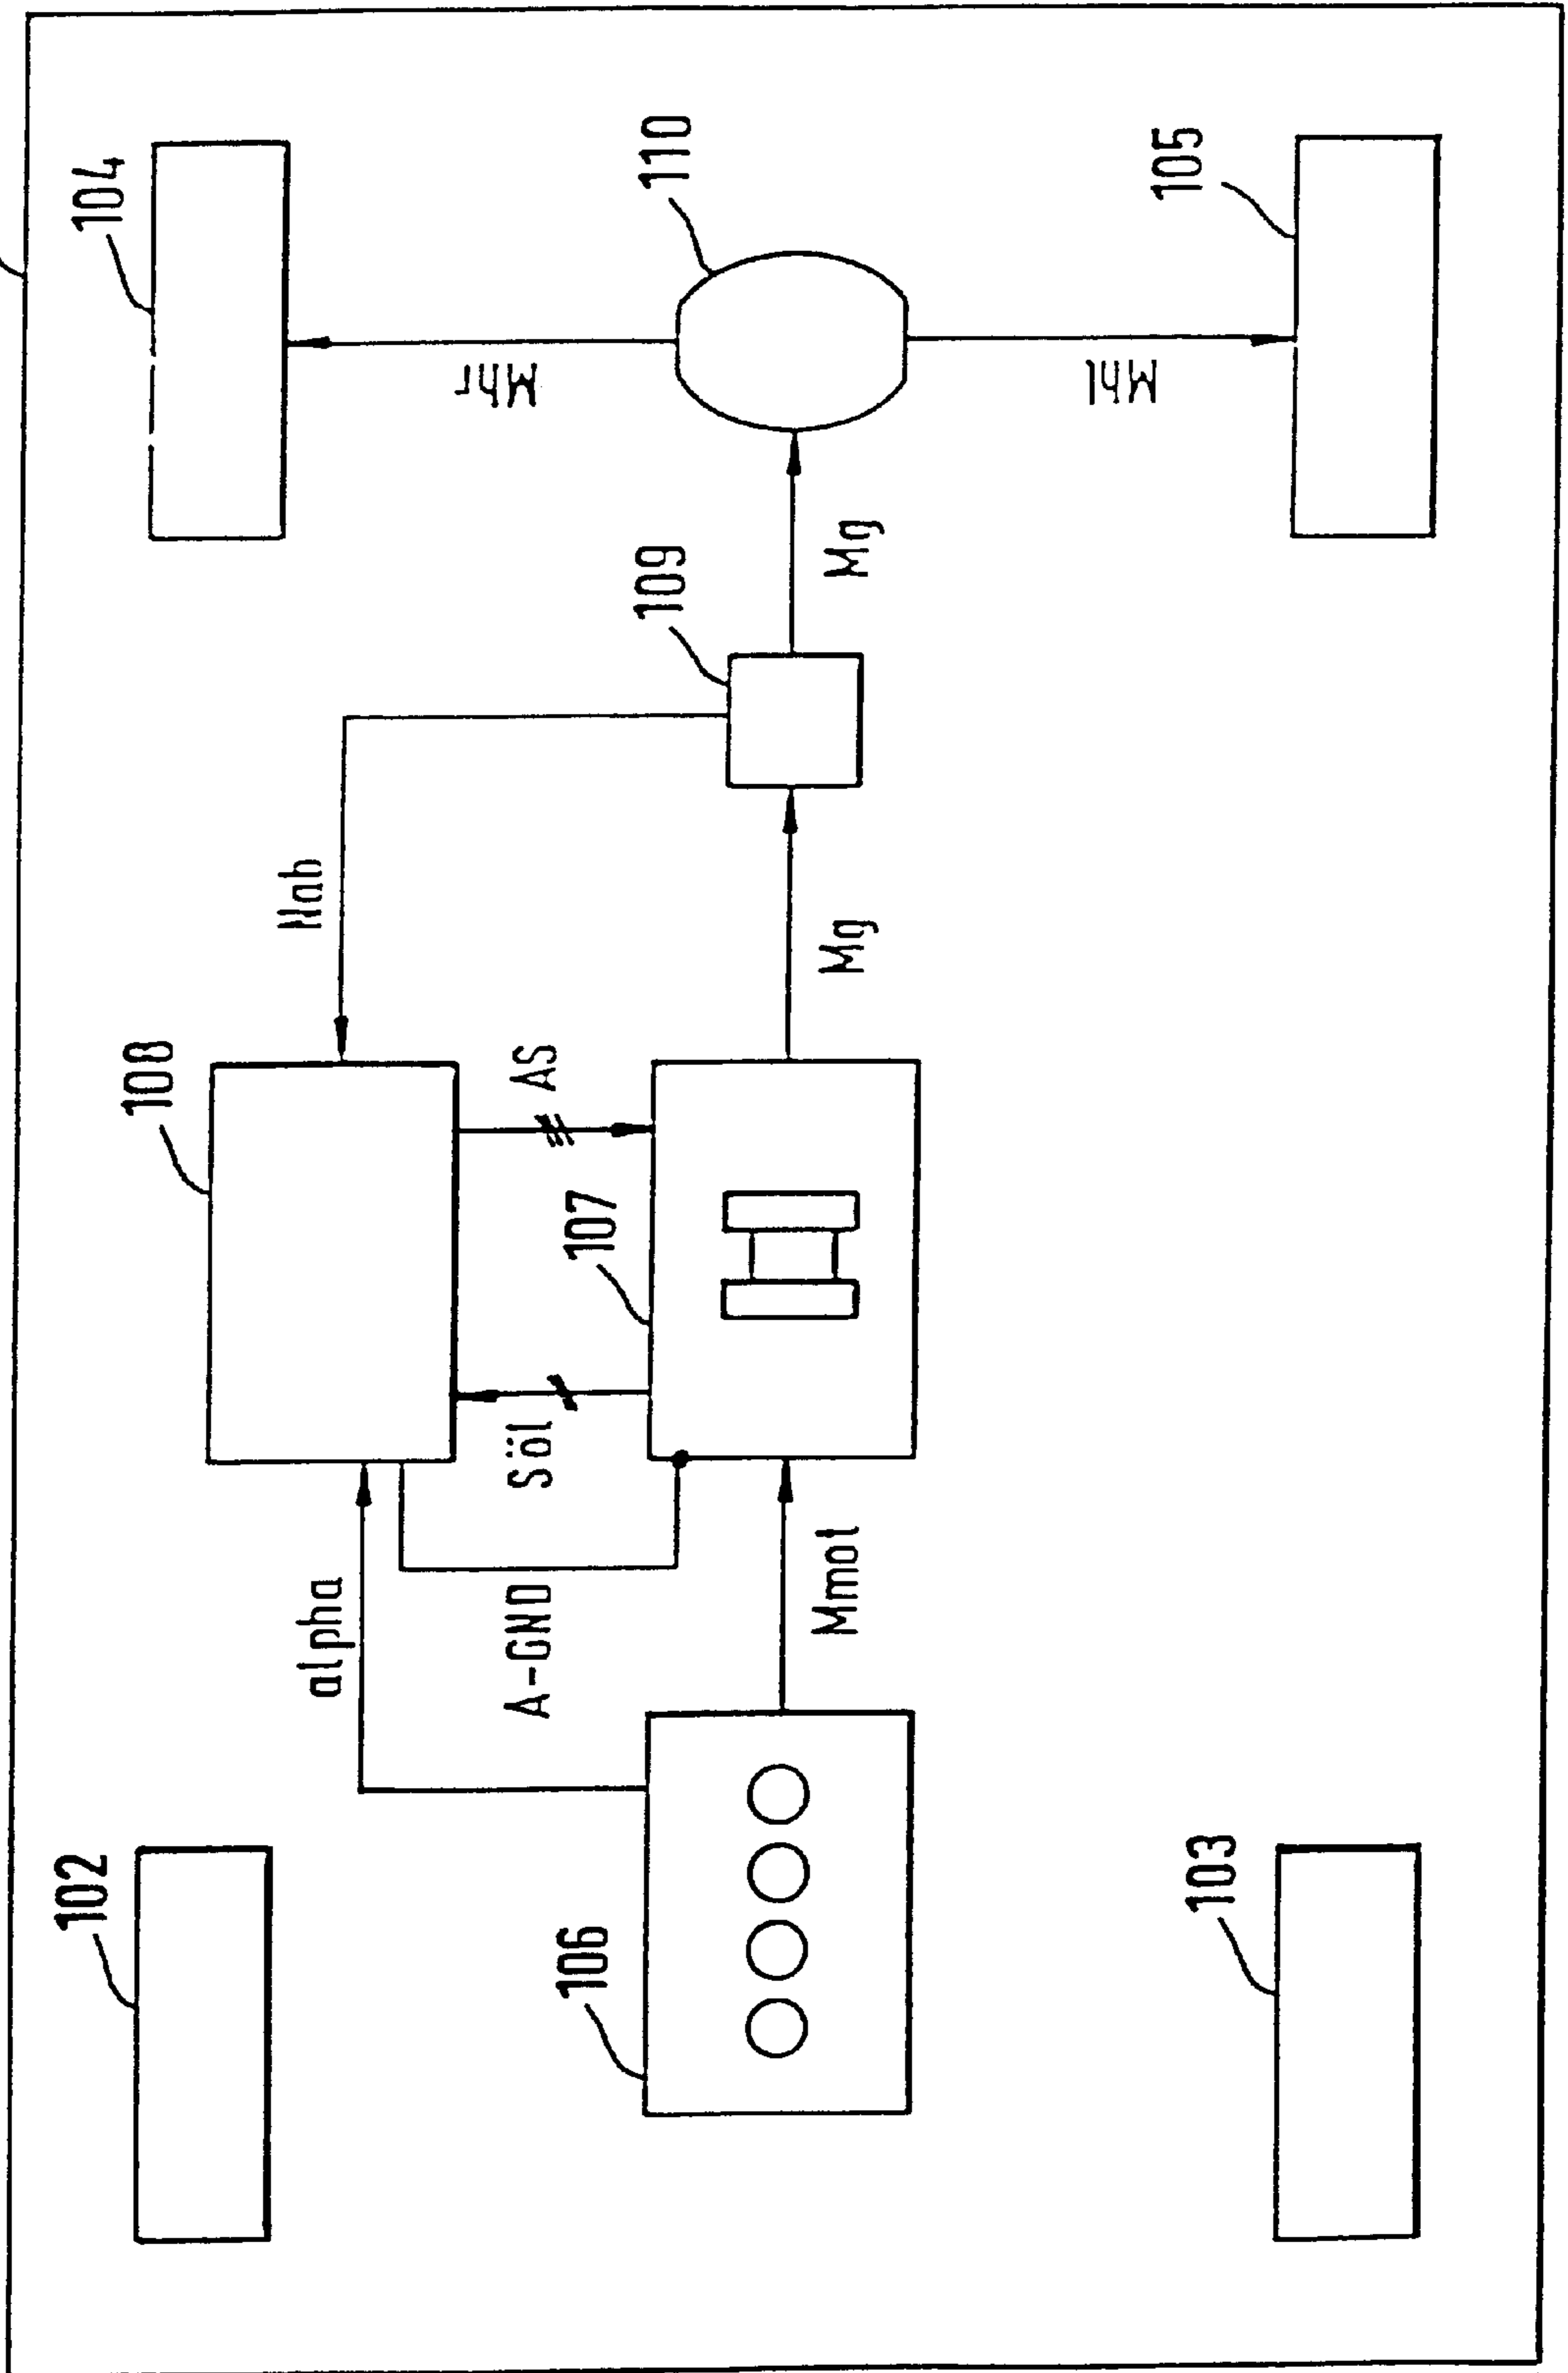 102
108
104
alpha
Nab
A-GND
Söl
AS
Mhr
106
107
109
110
Mmot
Mg
Mg
Mhl
103
105